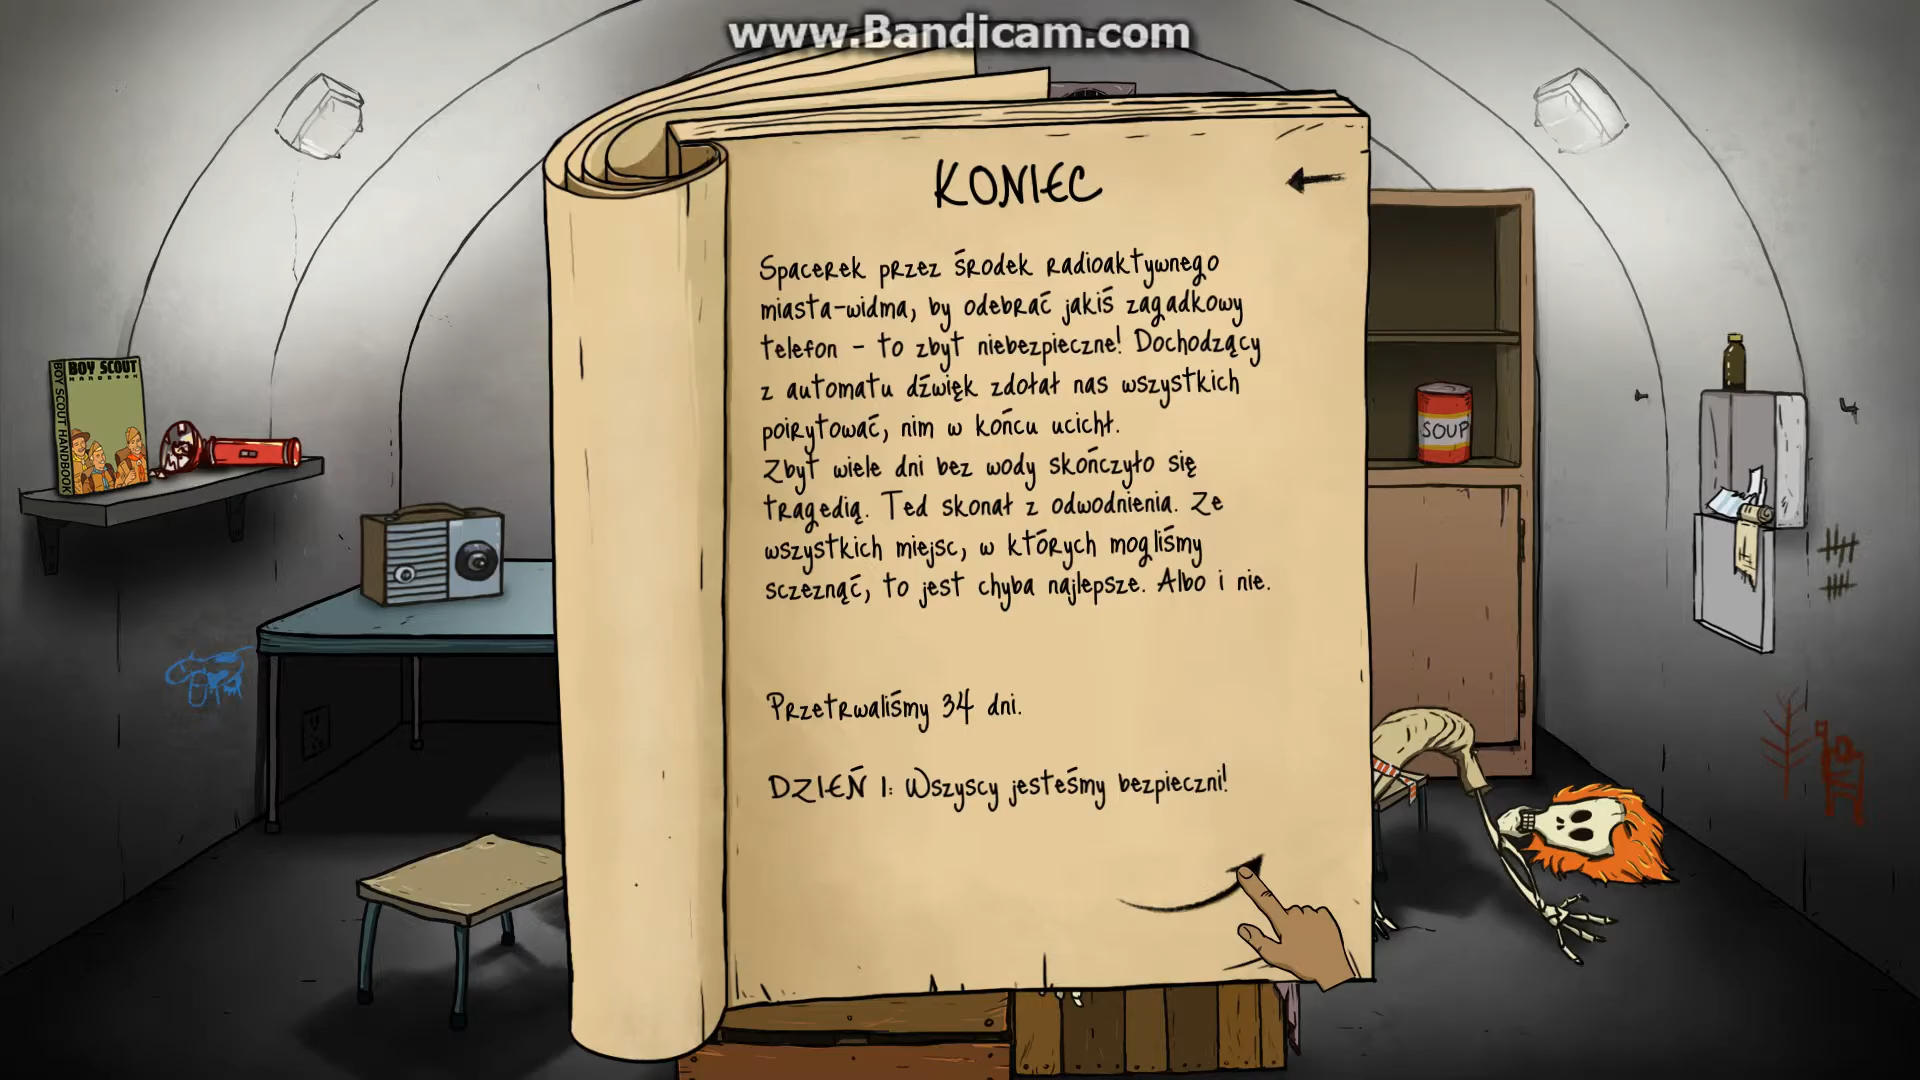 www.Bandicam.com
KONIEC
Spacerek przez środek radioaktywnego
miasta-widma, by odebrać jakiś zagadkowy
telefon - to zbyt niebezpieczne! Dochodzący
z automatu dźwięk zdołał nas wszystkich
poirytować, nim w końcu ucichł.
Zbyt wiele dni bez wody skończyło się
tragedią. Ted skonał z odwodnienia. Ze
wszystkich miejsc, w których mogliśmy
sczeznąć, to jest chyba najlepsze. Albo i nie.
Przetrwaliśmy 34 dni.
DZIEŃ 1: Wszyscy jesteśmy bezpieczni!
BOY SCOUT
HANDBOOK
BOY SCOUT HANDBOOK
SOUP